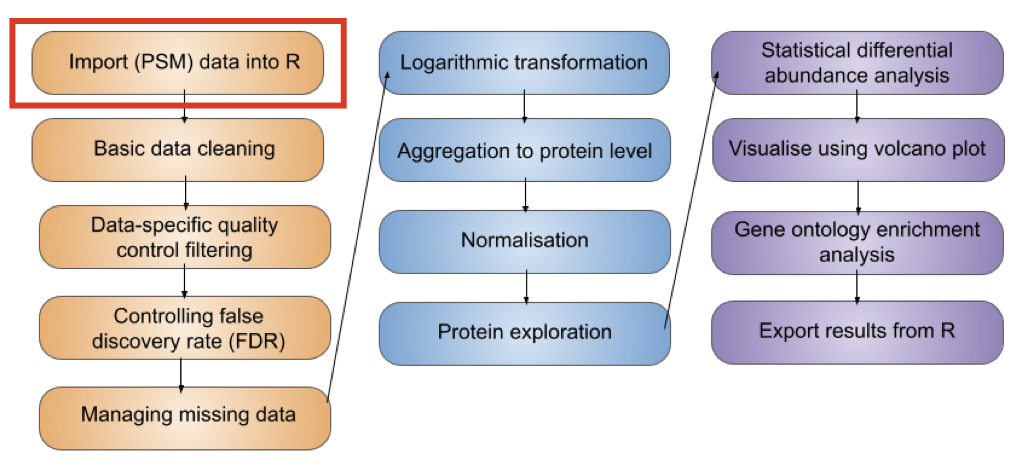 Import (PSM) data into R
Basic data cleaning
Data-specific quality
control filtering
Controlling false
discovery rate (FDR)
Managing missing data
Logarithmic transformation
Aggregation to protein level
Normalisation
Protein exploration
Statistical differential
abundance analysis
Visualise using volcano plot
Gene ontology enrichment
analysis
Export results from R